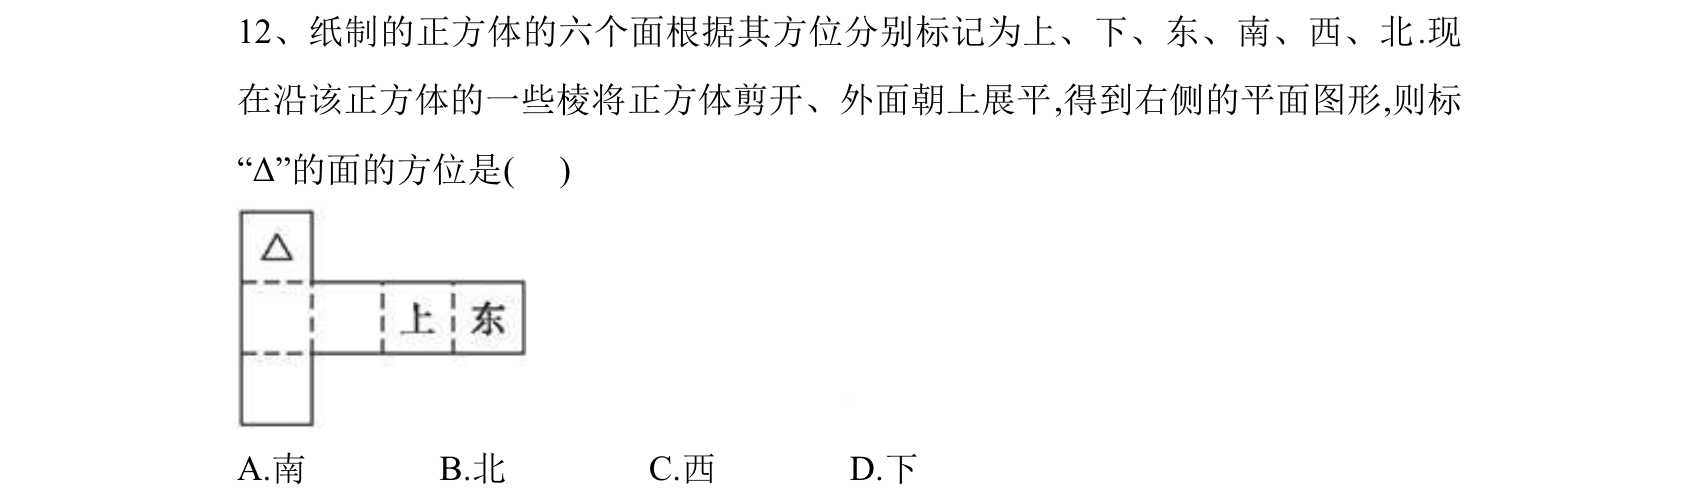 12、纸制的正方体的六个面根据其方位分别标记为上、下、东、南、西、北.现
在沿该正方体的一些棱将正方体剪开、外面朝上展平,得到右侧的平面图形,则标
“Δ”的面的方位是( )
△
上 东
A.南 B.北 C.西 D.下